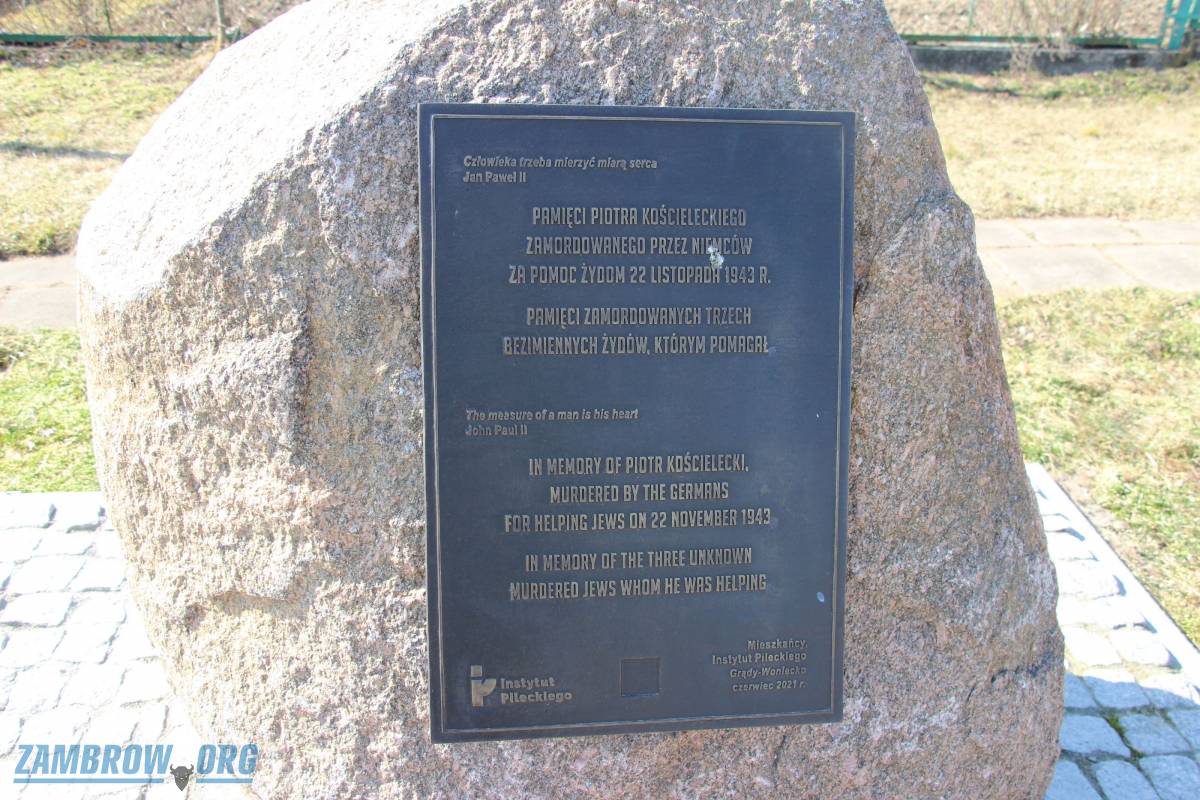 Człowieka trzeba mierzyć miarą serca
Jan Paweł II
PAMIĘCI PIOTRA KOŚCIELECKIEGO
ZAMORDOWANEGO PRZEZ NIEMCÓW
ZA POMOC ŻYDOM 22 LISTOPADA 1943 R.
PAMIĘCI ZAMORDOWANYCH TRZECH
BEZIMIENNYCH ŻYDÓW, KTÓRYM POMAGAŁ
The measure of a man is his heart
John Paul II
IN MEMORY OF PIOTR KOŚCIELECKI,
MURDERED BY THE GERMANS
FOR HELPING JEWS ON 22 NOVEMBER 1943
IN MEMORY OF THE THREE UNKNOWN
MURDERED JEWS WHOM HE WAS HELPING
Mieszkańcy,
Instytut Pileckiego
Grądy-Woniecko
czerwiec 2021 r.
Instytut
Pileckiego
ZAMBROW.ORG